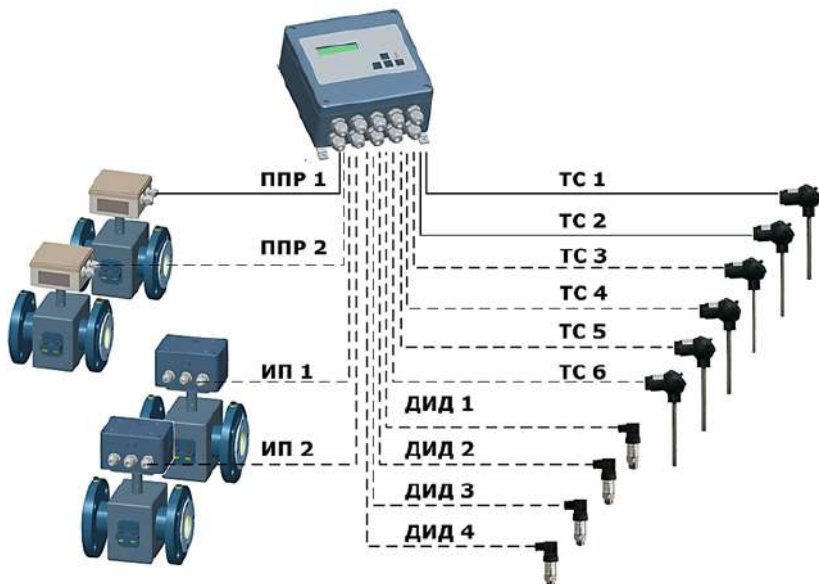 ППР 1
ТС 1
ТС 2
ППР 2
ТС 3
ТС 4
ТС 5
ИП 1
ТС 6
ДИД 1
ИП 2
ДИД 2
ДИД 3
ДИД 4